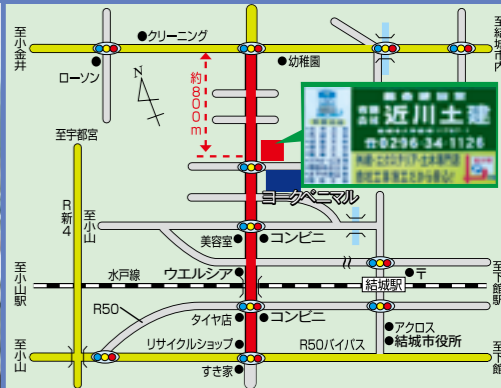 至小金井
クリーニング
至結城市内
ローソン
幼稚園
N
約800m
近川土建
☎0296-34-1126
至宇都宮
R新4
至小山
ヨークベニマル
美容室
コンビニ
水戸線
ウエルシア
結城駅
〒
至小山駅
至下館駅
R50
タイヤ店
コンビニ
アクロス
結城市役所
リサイクルショップ
R50バイパス
至小山
すき家
至下館